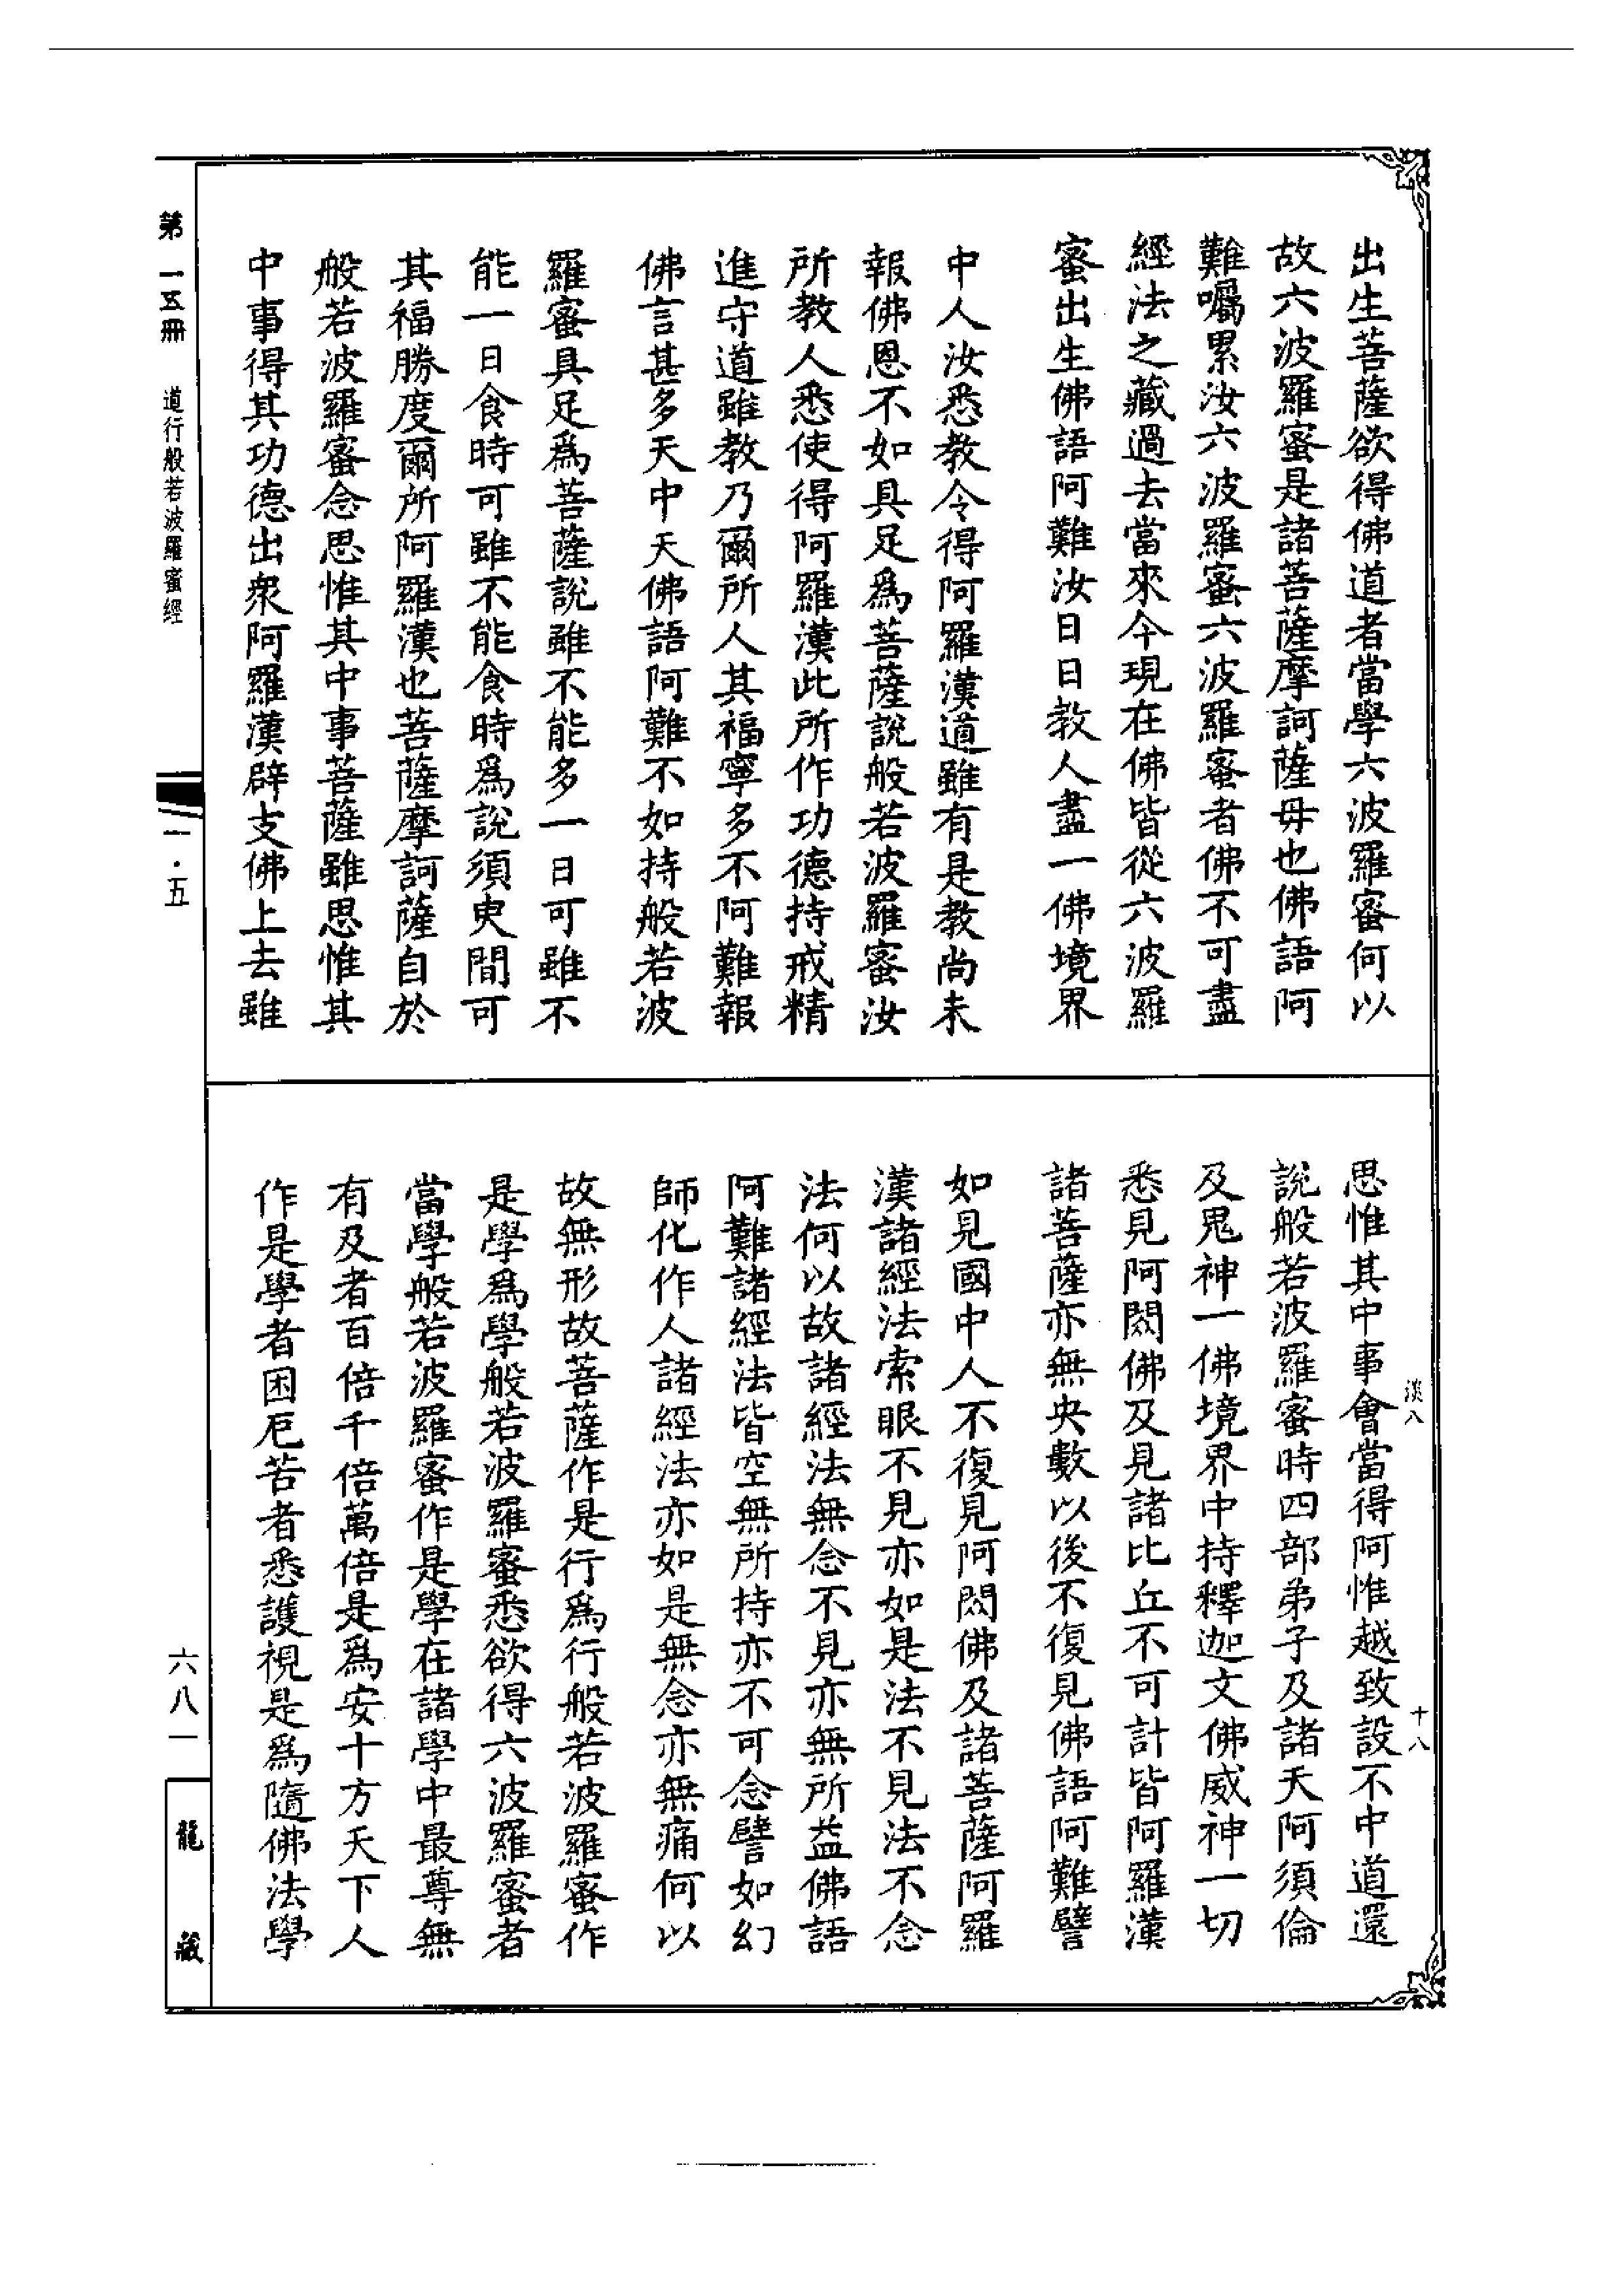 出生菩薩欲得佛道者當學六波羅蜜何以
故六波羅蜜是諸菩薩摩訶薩母也佛語阿
難囑累汝六波羅蜜六波羅蜜者佛不可盡
經法之藏過去當來今現在佛皆從六波羅
蜜出生佛語阿難汝日日教人盡一佛境界
中人汝悉教令得阿羅漢道雖有是教尚未
報佛恩不如具足爲菩薩說般若波羅蜜汝
所教人悉使得阿羅漢此所作功德持戒精
進守道雖教乃爾所人其福寧多不阿難報
佛言甚多天中天佛語阿難不如持般若波
羅蜜具足爲菩薩說雖不能多一日可雖不
能一日食時可雖不能食時爲說須臾間可
其福勝度爾所阿羅漢也菩薩摩訶薩自於
般若波羅蜜念思惟其中事菩薩雖思惟其
中事得其功德出衆阿羅漢辟支佛上去雖
思惟其中事會當得阿惟越致設不中道還
說般若波羅蜜時四部弟子及諸天阿須倫
及鬼神一佛境界中持釋迦文佛威神一切
悉見阿閦佛及見諸比丘不可計皆阿羅漢
諸菩薩亦無央數以後不復見佛語阿難譬
如見國中人不復見阿閦佛及諸菩薩阿羅
漢諸經法索眼不見亦如是法不見法不念
法何以故諸經法無念不見亦無所益佛語
阿難諸經法皆空無所持亦不可念譬如幻
師化作人諸經法亦如是無念亦無痛何以
故無形故菩薩作是行爲行般若波羅蜜作
是學爲學般若波羅蜜悉欲得六波羅蜜者
當學般若波羅蜜作是學在諸學中最尊無
有及者百倍千倍萬倍是爲安十方天下人
作是學者困厄苦者悉護視是爲隨佛法學
淡八
十八
第一五冊 道行般若波羅蜜經
一·五
六八一
龍藏